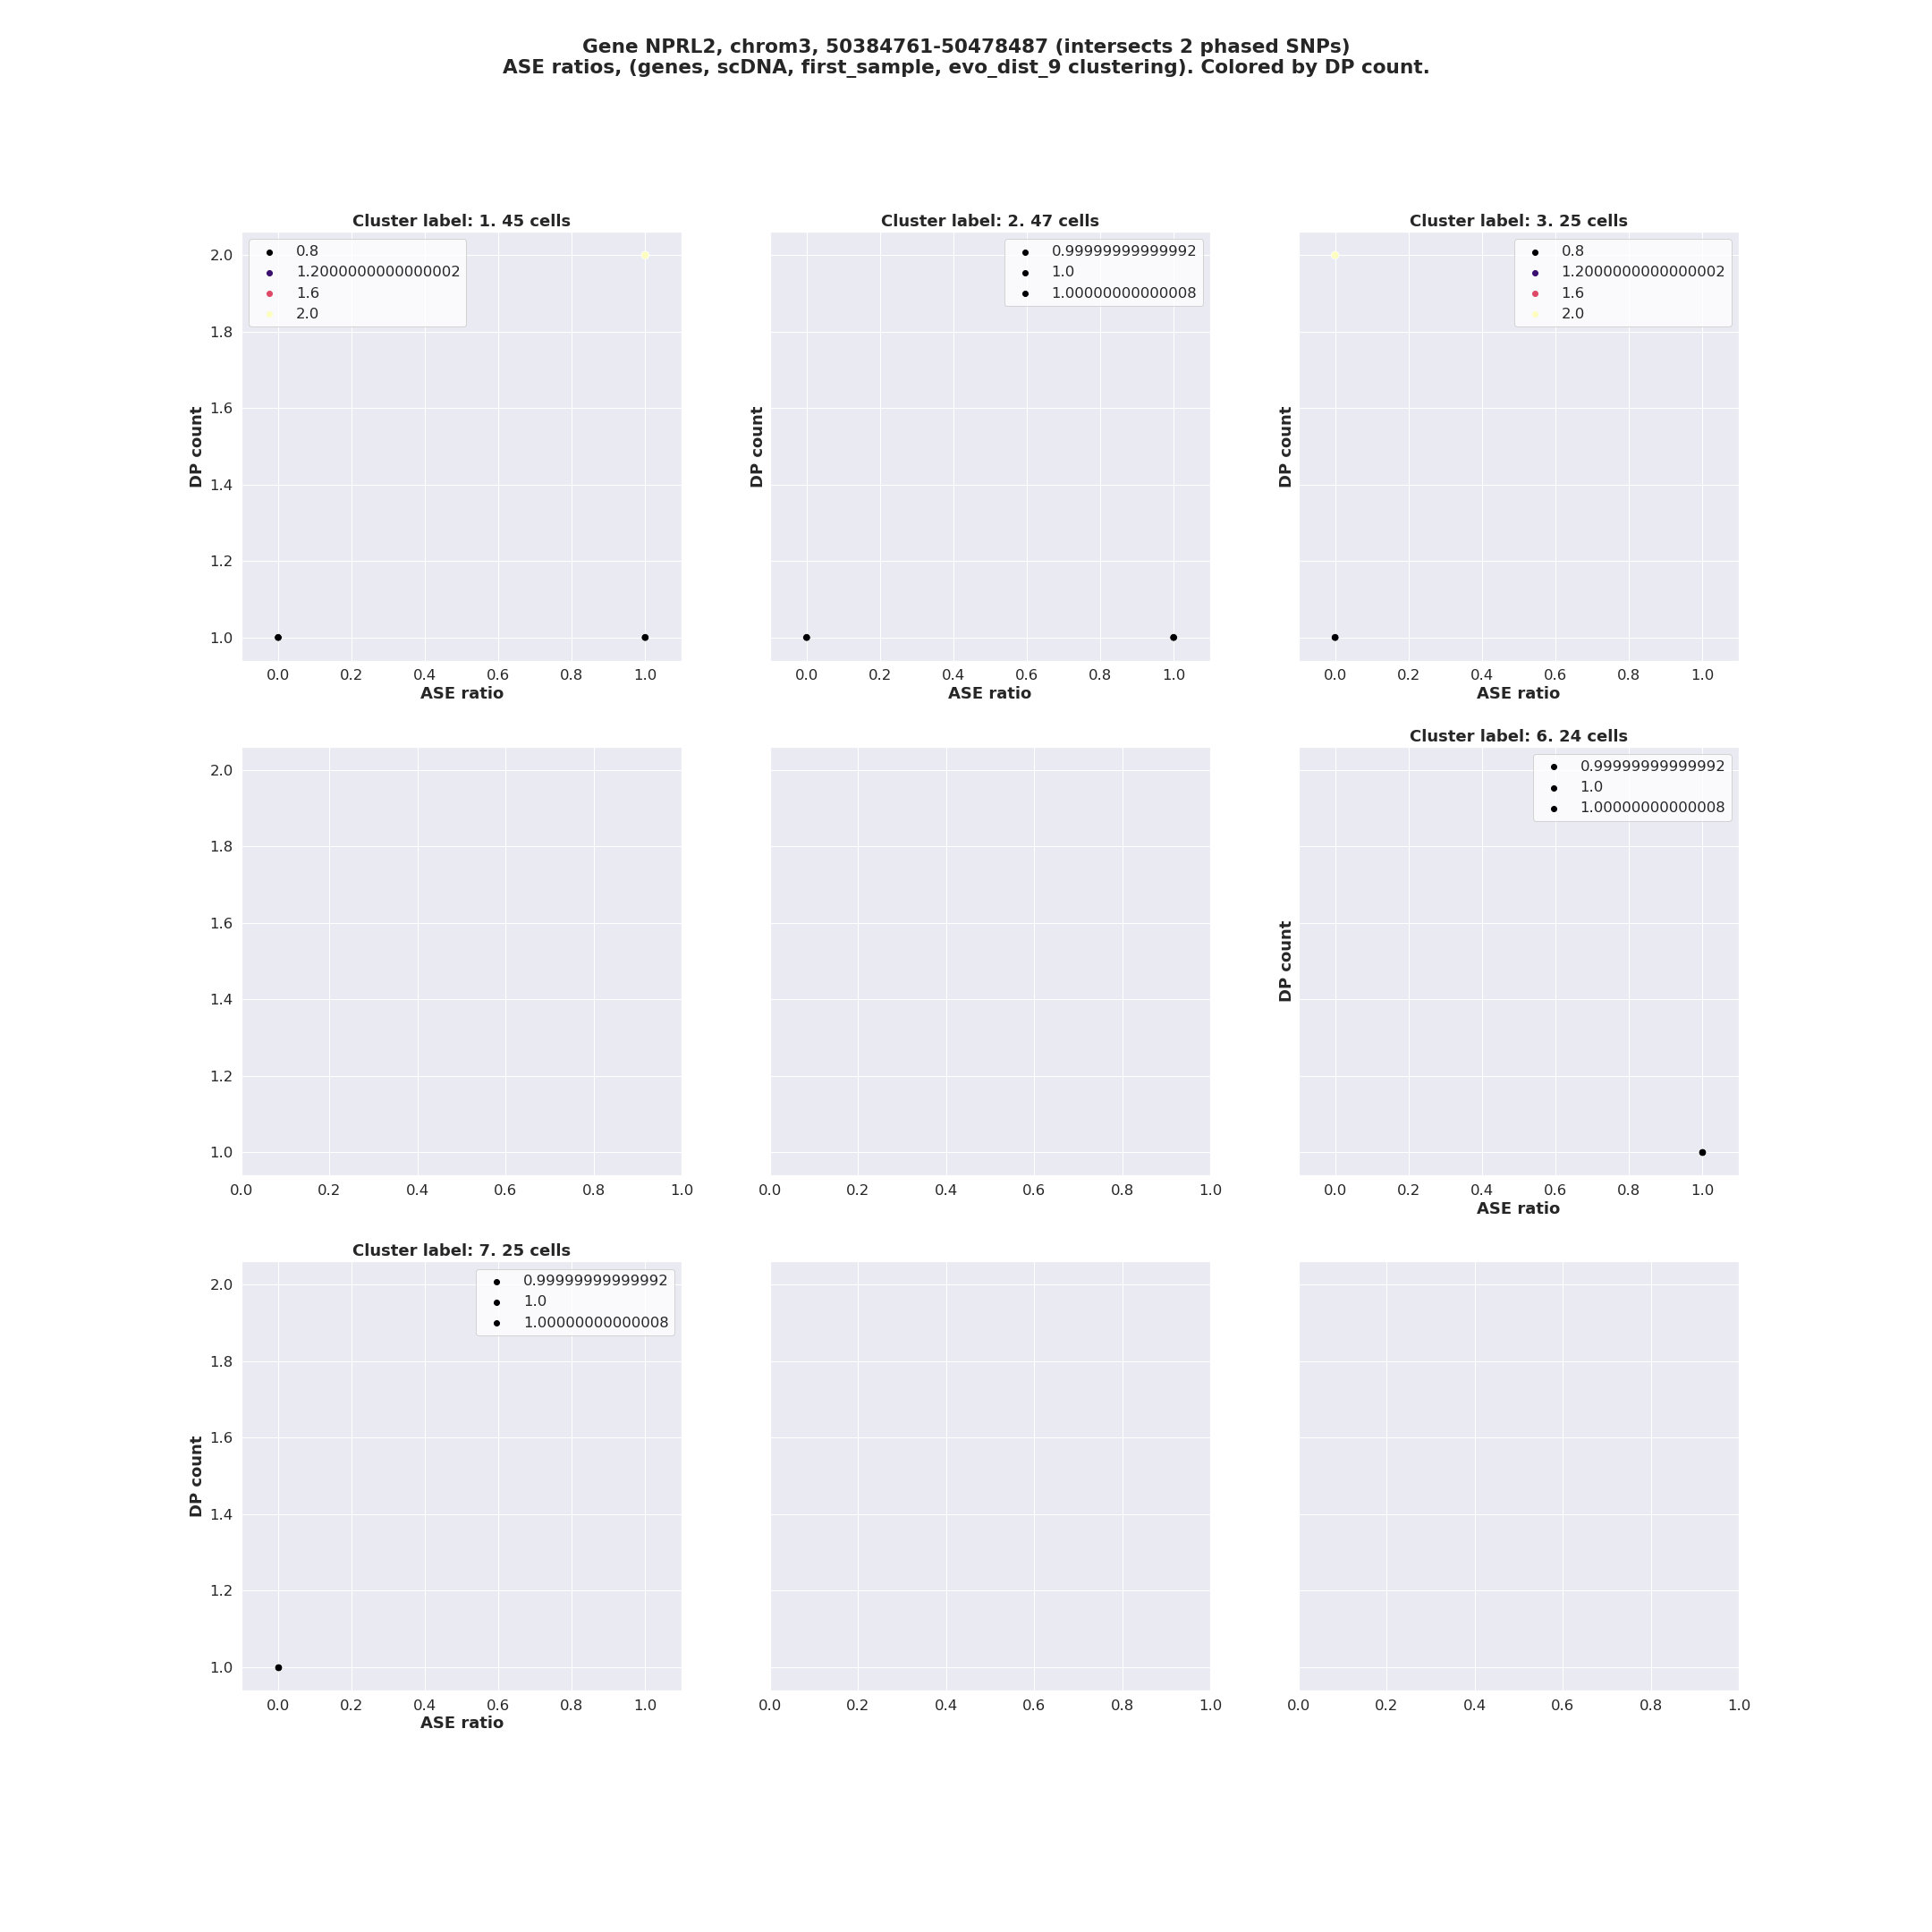 Gene NPRL2, chrom3, 50384761-50478487 (intersects 2 phased SNPs)
ASE ratios, (genes, scDNA, first_sample, evo_dist_9 clustering). Colored by DP count.
Cluster label: 1. 45 cells
0.8
1.2000000000000002
1.6
2.0
2.0
1.8
1.6
1.4
1.2
1.0
DP count
0.0 0.2 0.4 0.6 0.8 1.0
ASE ratio
Cluster label: 2. 47 cells
0.99999999999992
1.0
1.00000000000008
DP count
0.0 0.2 0.4 0.6 0.8 1.0
ASE ratio
Cluster label: 3. 25 cells
0.8
1.2000000000000002
1.6
2.0
DP count
0.0 0.2 0.4 0.6 0.8 1.0
ASE ratio
2.0
1.8
1.6
1.4
1.2
1.0
0.0 0.2 0.4 0.6 0.8 1.0
0.0 0.2 0.4 0.6 0.8 1.0
Cluster label: 6. 24 cells
0.99999999999992
1.0
1.00000000000008
DP count
0.0 0.2 0.4 0.6 0.8 1.0
ASE ratio
Cluster label: 7. 25 cells
0.99999999999992
1.0
1.00000000000008
2.0
1.8
1.6
1.4
1.2
1.0
DP count
0.0 0.2 0.4 0.6 0.8 1.0
ASE ratio
0.0 0.2 0.4 0.6 0.8 1.0
0.0 0.2 0.4 0.6 0.8 1.0